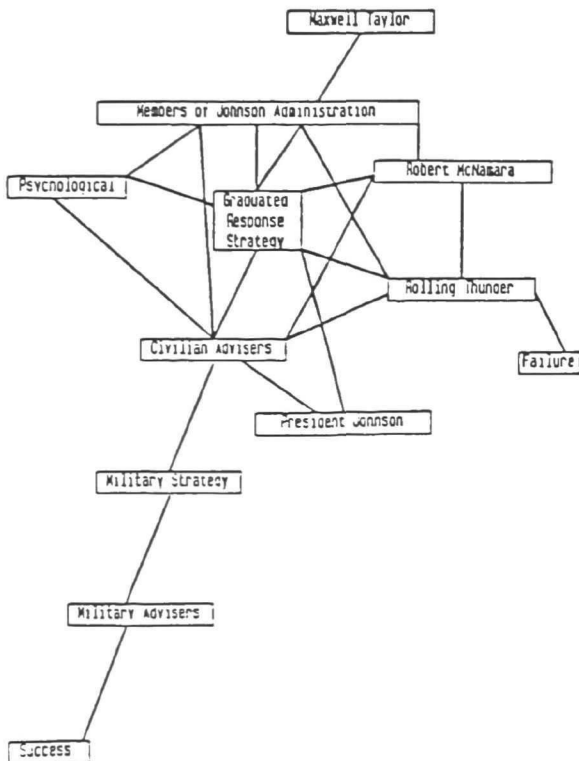 Maxwell Taylor
Members of Johnson Administration
Robert McNamara
Psychological
Graduated
Response
Strategy
Rolling Thunder
Civilian Advisers
Failure
President Johnson
Military Strategy
Military Advisers
Success